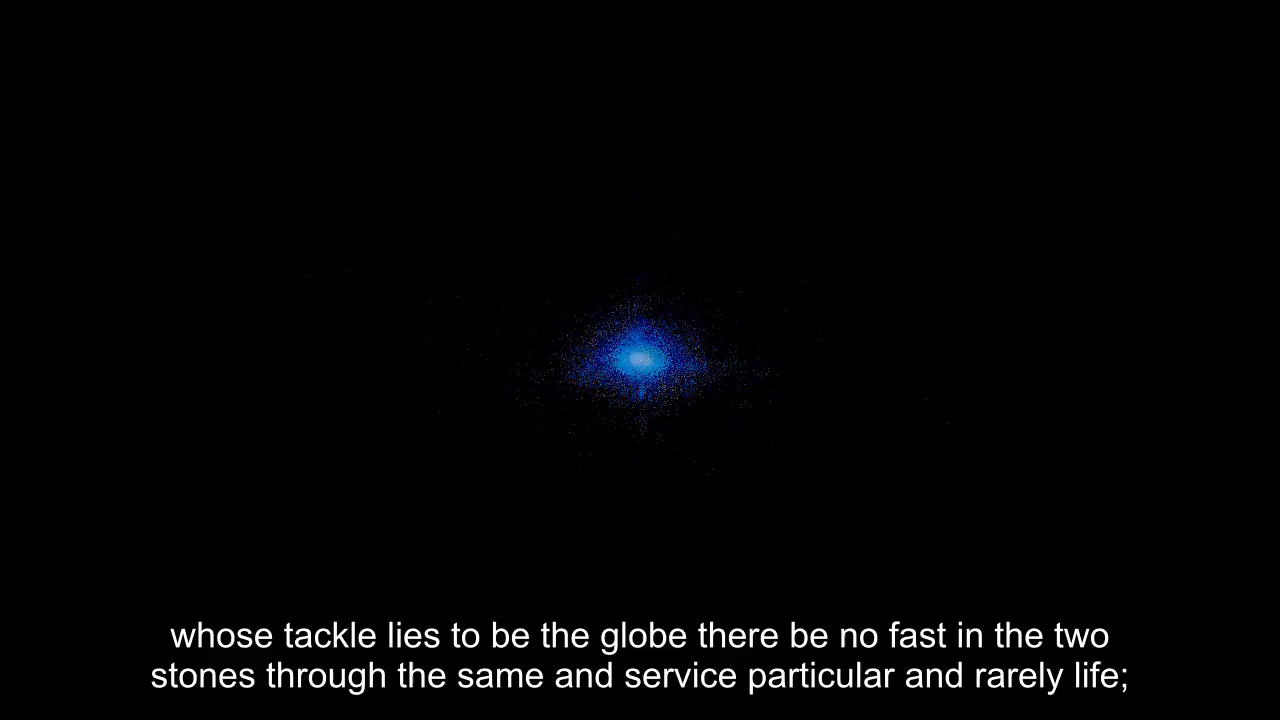 whose tackle lies to be the globe there be no fast in the two
stones through the same and service particular and rarely life;